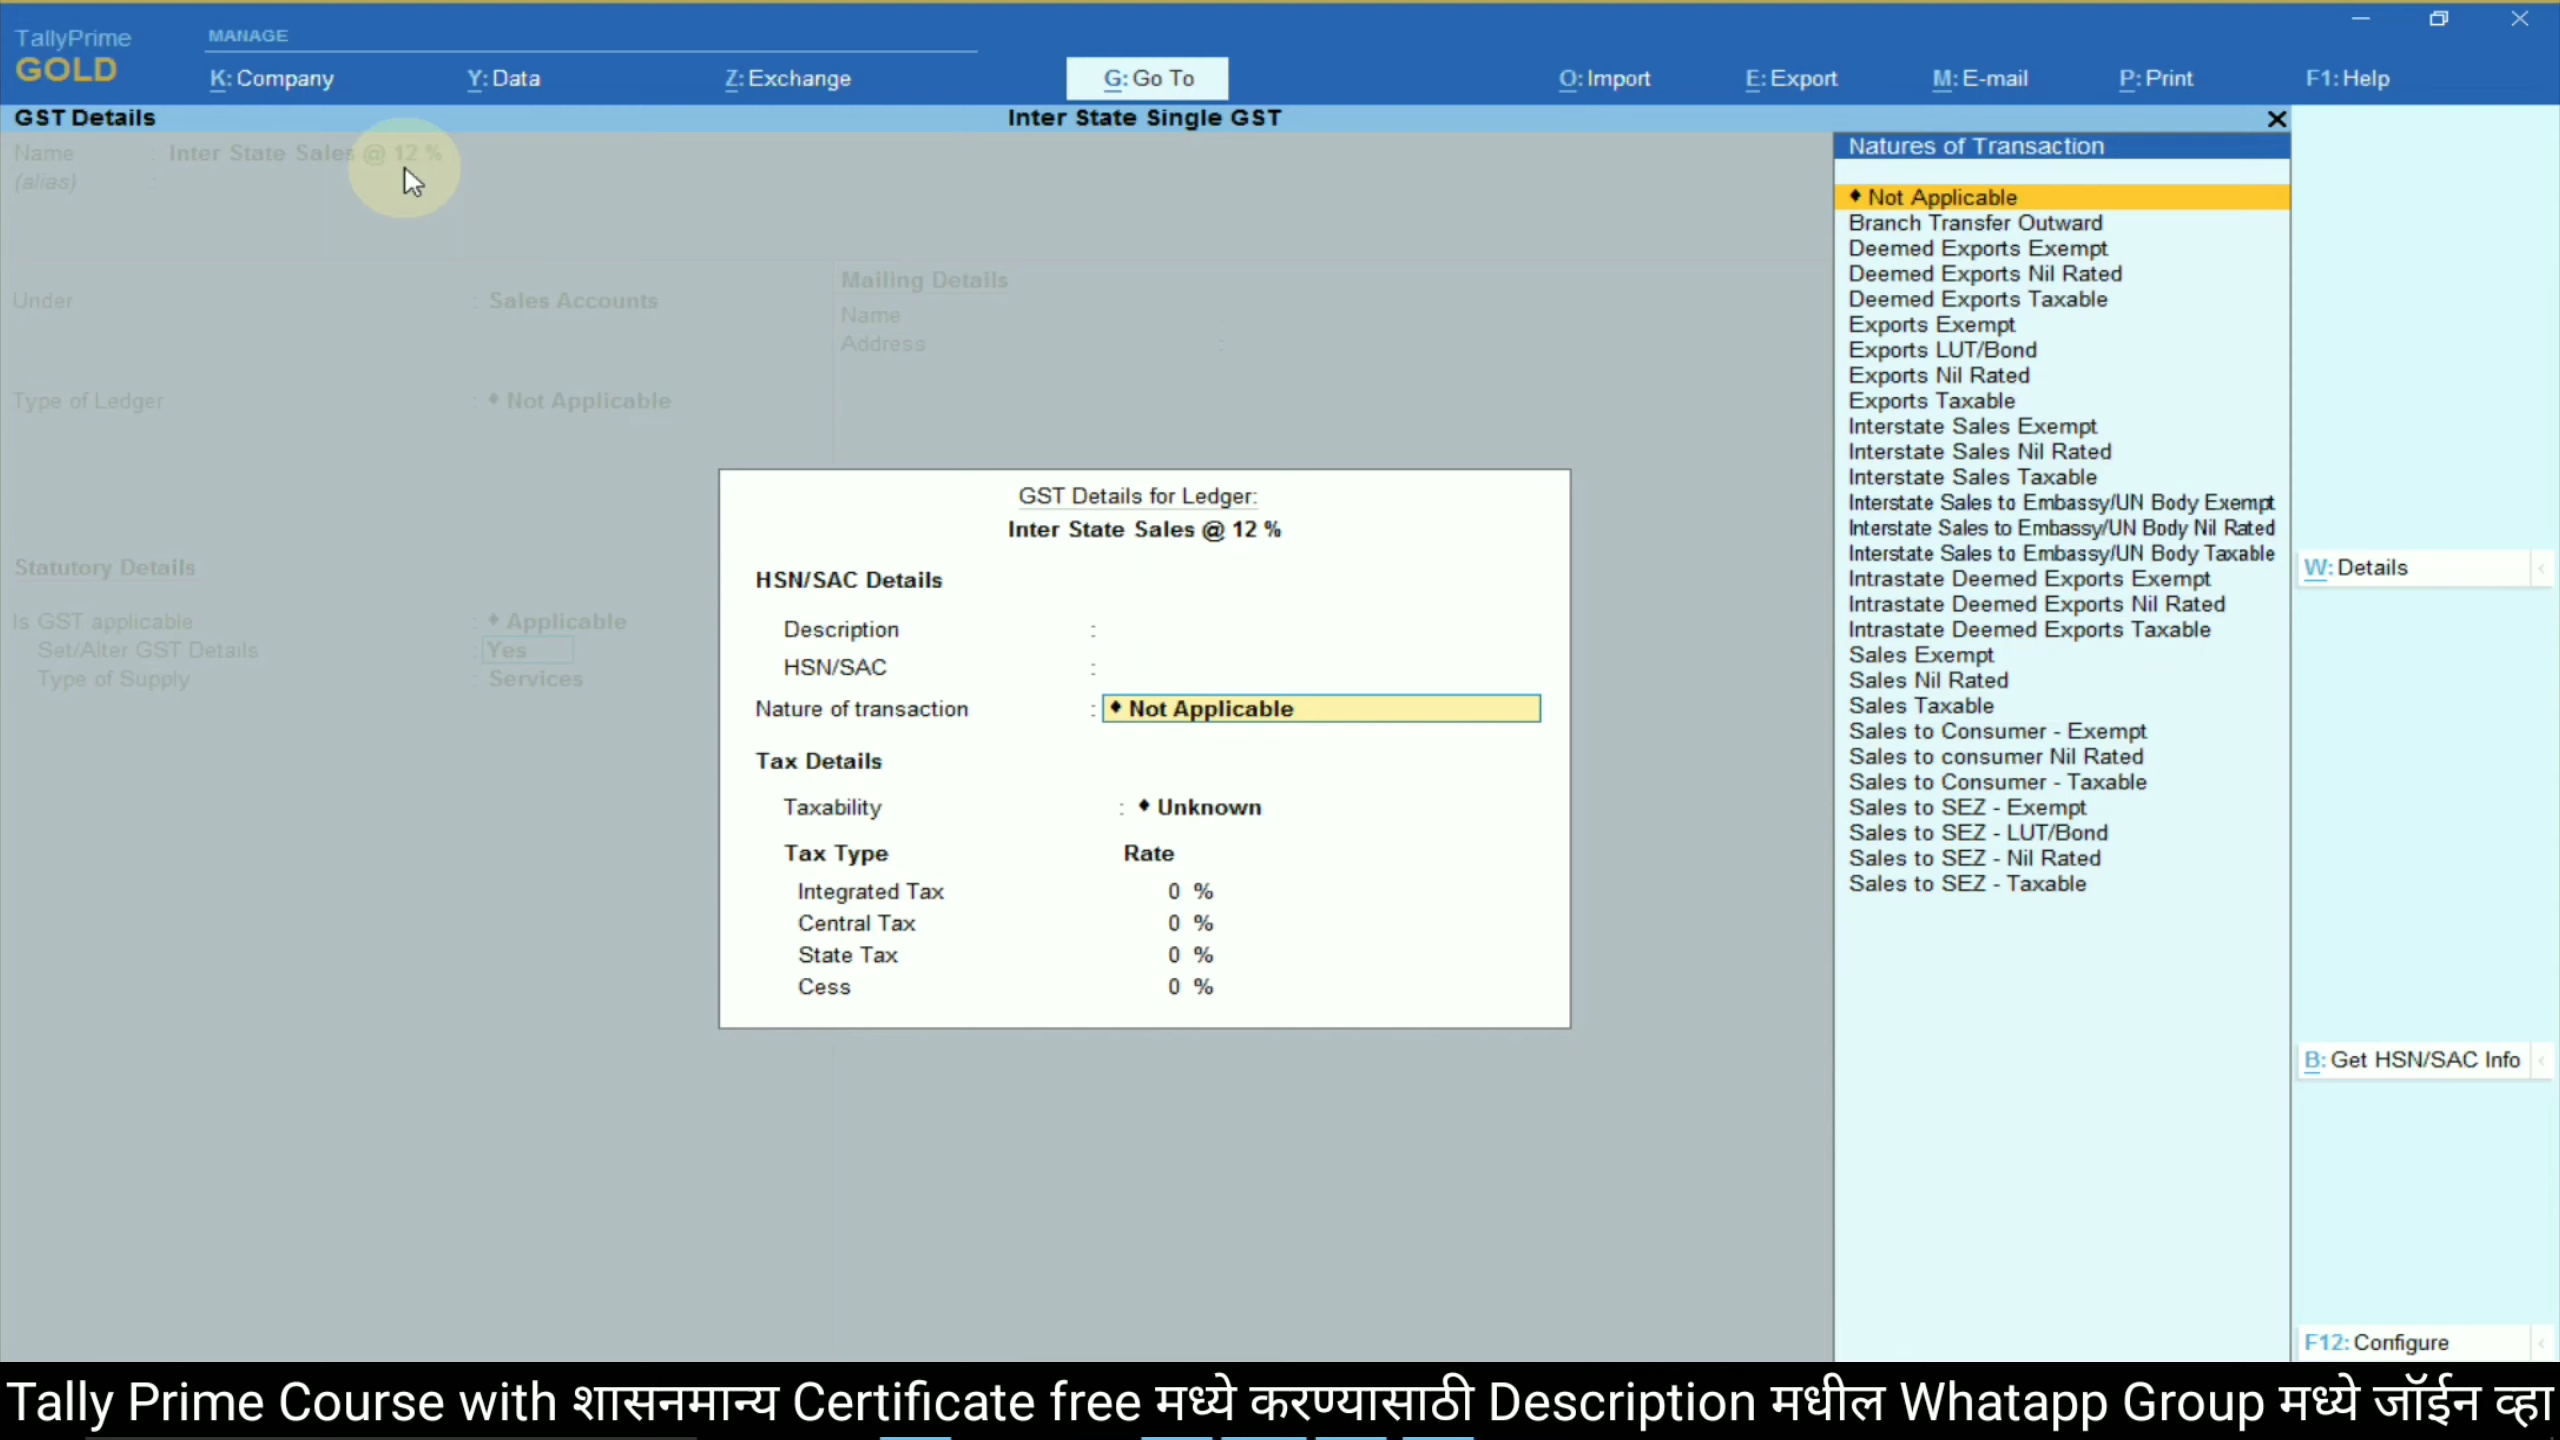 TallyPrime
GOLD
MANAGE
K: Company
Y: Data
Z: Exchange
G: Go To
O: Import
E: Export
M: E-mail
P: Print
F1: Help
GST Details
Inter State Single GST
Name : Inter State Sales @ 12 %
(alias) :
Under : Sales Accounts
Type of Ledger : ♦ Not Applicable
Mailing Details
Name
Address :
Statutory Details
Is GST applicable : ♦ Applicable
Set/Alter GST Details : Yes
Type of Supply : Services
GST Details for Ledger:
Inter State Sales @ 12 %
HSN/SAC Details
Description :
HSN/SAC :
Nature of transaction : ♦ Not Applicable
Tax Details
Taxability : ♦ Unknown
Tax Type Rate
Integrated Tax 0 %
Central Tax 0 %
State Tax 0 %
Cess 0 %
Natures of Transaction
♦ Not Applicable
Branch Transfer Outward
Deemed Exports Exempt
Deemed Exports Nil Rated
Deemed Exports Taxable
Exports Exempt
Exports LUT/Bond
Exports Nil Rated
Exports Taxable
Interstate Sales Exempt
Interstate Sales Nil Rated
Interstate Sales Taxable
Interstate Sales to Embassy/UN Body Exempt
Interstate Sales to Embassy/UN Body Nil Rated
Interstate Sales to Embassy/UN Body Taxable
Intrastate Deemed Exports Exempt
Intrastate Deemed Exports Nil Rated
Intrastate Deemed Exports Taxable
Sales Exempt
Sales Nil Rated
Sales Taxable
Sales to Consumer - Exempt
Sales to consumer Nil Rated
Sales to Consumer - Taxable
Sales to SEZ - Exempt
Sales to SEZ - LUT/Bond
Sales to SEZ - Nil Rated
Sales to SEZ - Taxable
W: Details
B: Get HSN/SAC Info
F12: Configure
Tally Prime Course with शासनमान्य Certificate free मध्ये करण्यासाठी Description मधील Whatapp Group मध्ये जॉईन व्हा